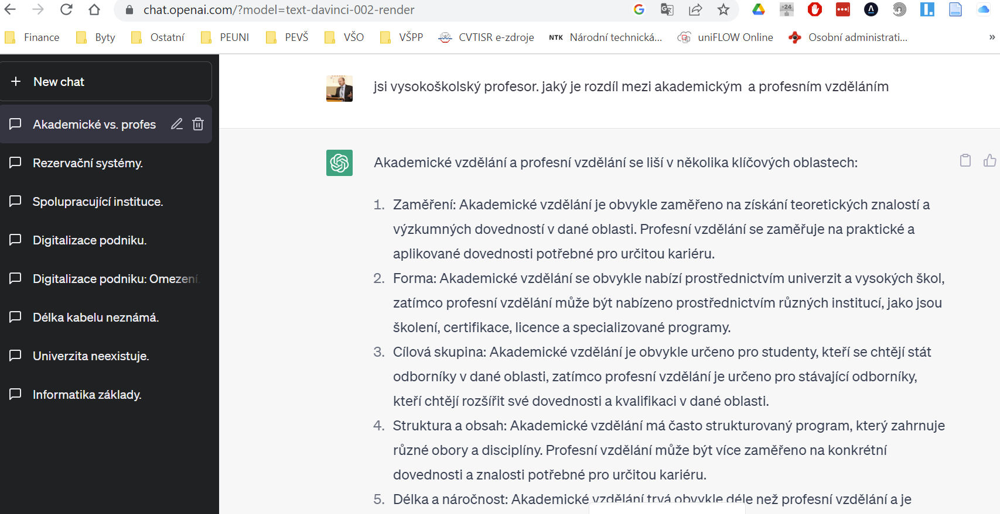 chat.openai.com/?model=text-davinci-002-render
+24
Finance
Byty
Ostatní
PEUNI
PEVŠ
VŠO
VŠPP
CVTISR e-zdroje
NTK Národní technická...
uniFLOW Online
Osobní administrati...
»
New chat
Akademické vs. profes
Rezervační systémy.
Spolupracující instituce.
Digitalizace podniku.
Digitalizace podniku: Omezení.
Délka kabelu neznámá.
Univerzita neexistuje.
Informatika základy.
jsi vysokoškolský profesor. jaký je rozdíl mezi akademickým a profesním vzděláním
Akademické vzdělání a profesní vzdělání se liší v několika klíčových oblastech:
1. Zaměření: Akademické vzdělání je obvykle zaměřeno na získání teoretických znalostí a
výzkumných dovedností v dané oblasti. Profesní vzdělání se zaměřuje na praktické a
aplikované dovednosti potřebné pro určitou kariéru.
2. Forma: Akademické vzdělání se obvykle nabízí prostřednictvím univerzit a vysokých škol,
zatímco profesní vzdělání může být nabízeno prostřednictvím různých institucí, jako jsou
školení, certifikace, licence a specializované programy.
3. Cílová skupina: Akademické vzdělání je obvykle určeno pro studenty, kteří se chtějí stát
odborníky v dané oblasti, zatímco profesní vzdělání je určeno pro stávající odborníky,
kteří chtějí rozšířit své dovednosti a kvalifikaci v dané oblasti.
4. Struktura a obsah: Akademické vzdělání má často strukturovaný program, který zahrnuje
různé obory a disciplíny. Profesní vzdělání může být více zaměřeno na konkrétní
dovednosti a znalosti potřebné pro určitou kariéru.
5. Délka a náročnost: Akademické vzdělání trvá obvykle déle než profesní vzdělání a je